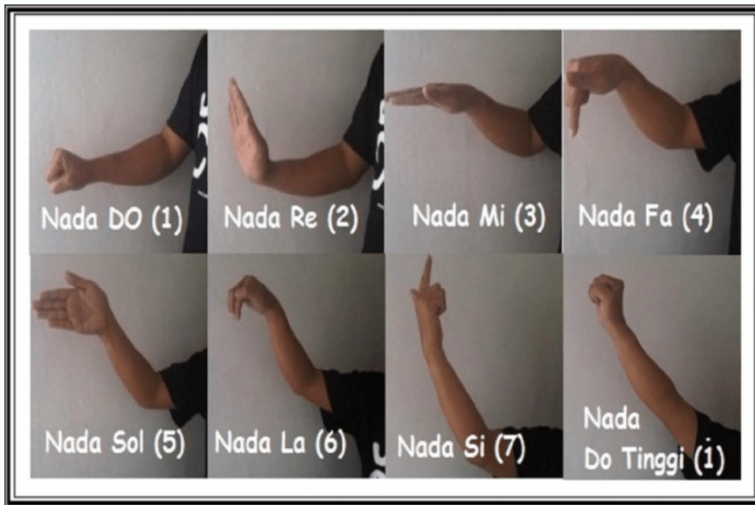 Nada DO (1)
Nada Re (2)
Nada Mi (3)
Nada Fa (4)
Nada Sol (5)
Nada La (6)
Nada Si (7)
Nada
Do Tinggi (1̇)